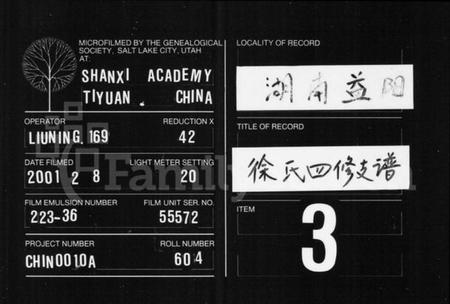 MICROFILMED BY THE GENEALOGICAL
SOCIETY, SALT LAKE CITY, UTAH
AT:
SHANXI ACADEMY
TIYUAN. CHINA
OPERATOR
REDUCTION X
LIUNING. 169
42
DATE FILMED
LIGHT METER SETTING
2001 2 8
20
FILM EMULSION NUMBER
FILM UNIT SER. NO.
223-36
55572
PROJECT NUMBER
ROLL NUMBER
CHIN0010A
604
LOCALITY OF RECORD
湖南益阳
TITLE OF RECORD
徐氏四修支谱
ITEM
3